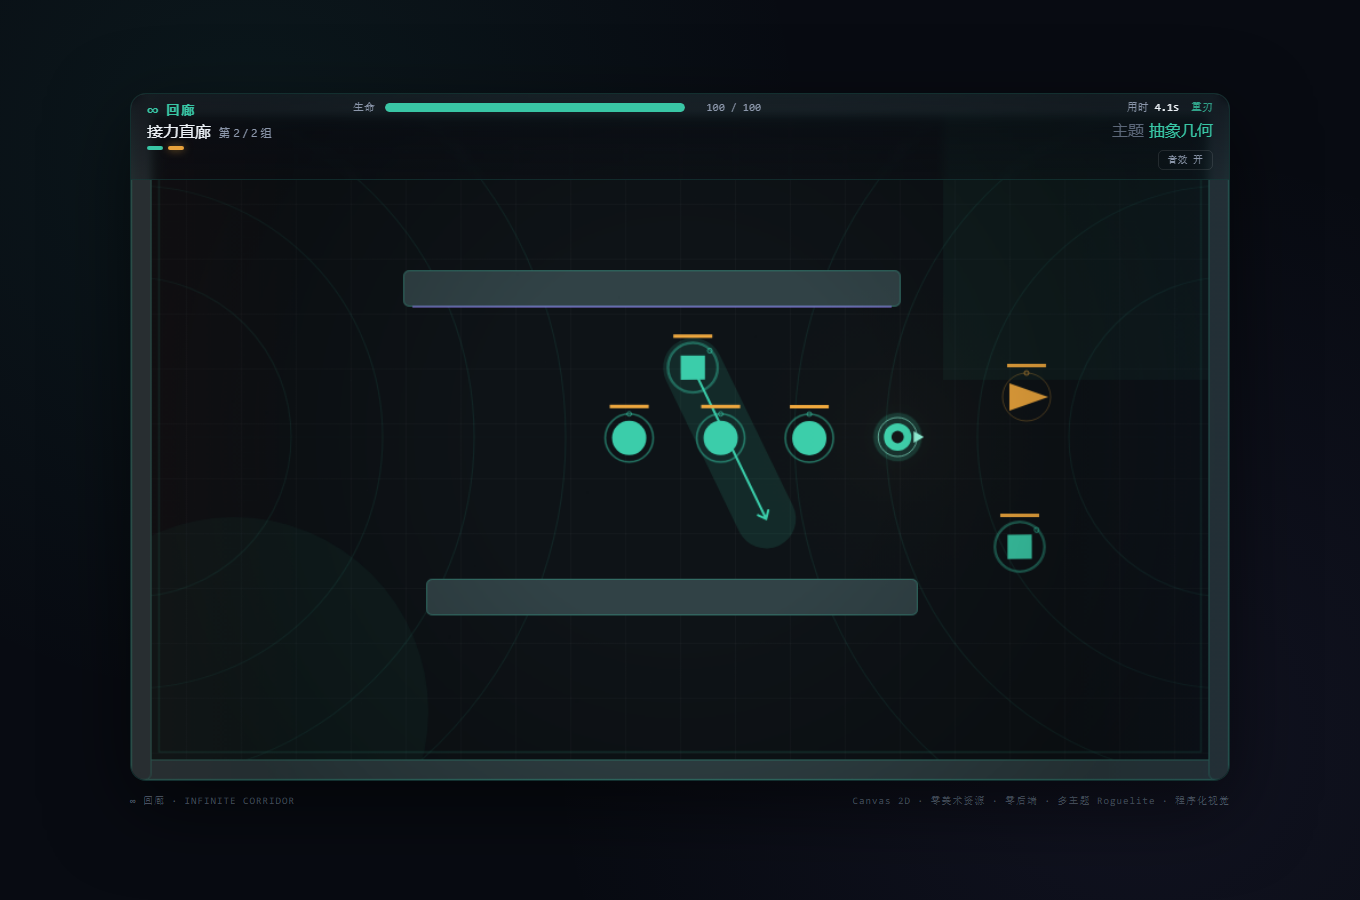 ∞ 回廊
生命 100 / 100
用时 4.1s 重刃
接力直廊 第2/2组
主题 抽象几何
音效 开
∞ 回廊 · INFINITE CORRIDOR
Canvas 2D · 零美术资源 · 零后端 · 多主题 Roguelite · 程序化视觉